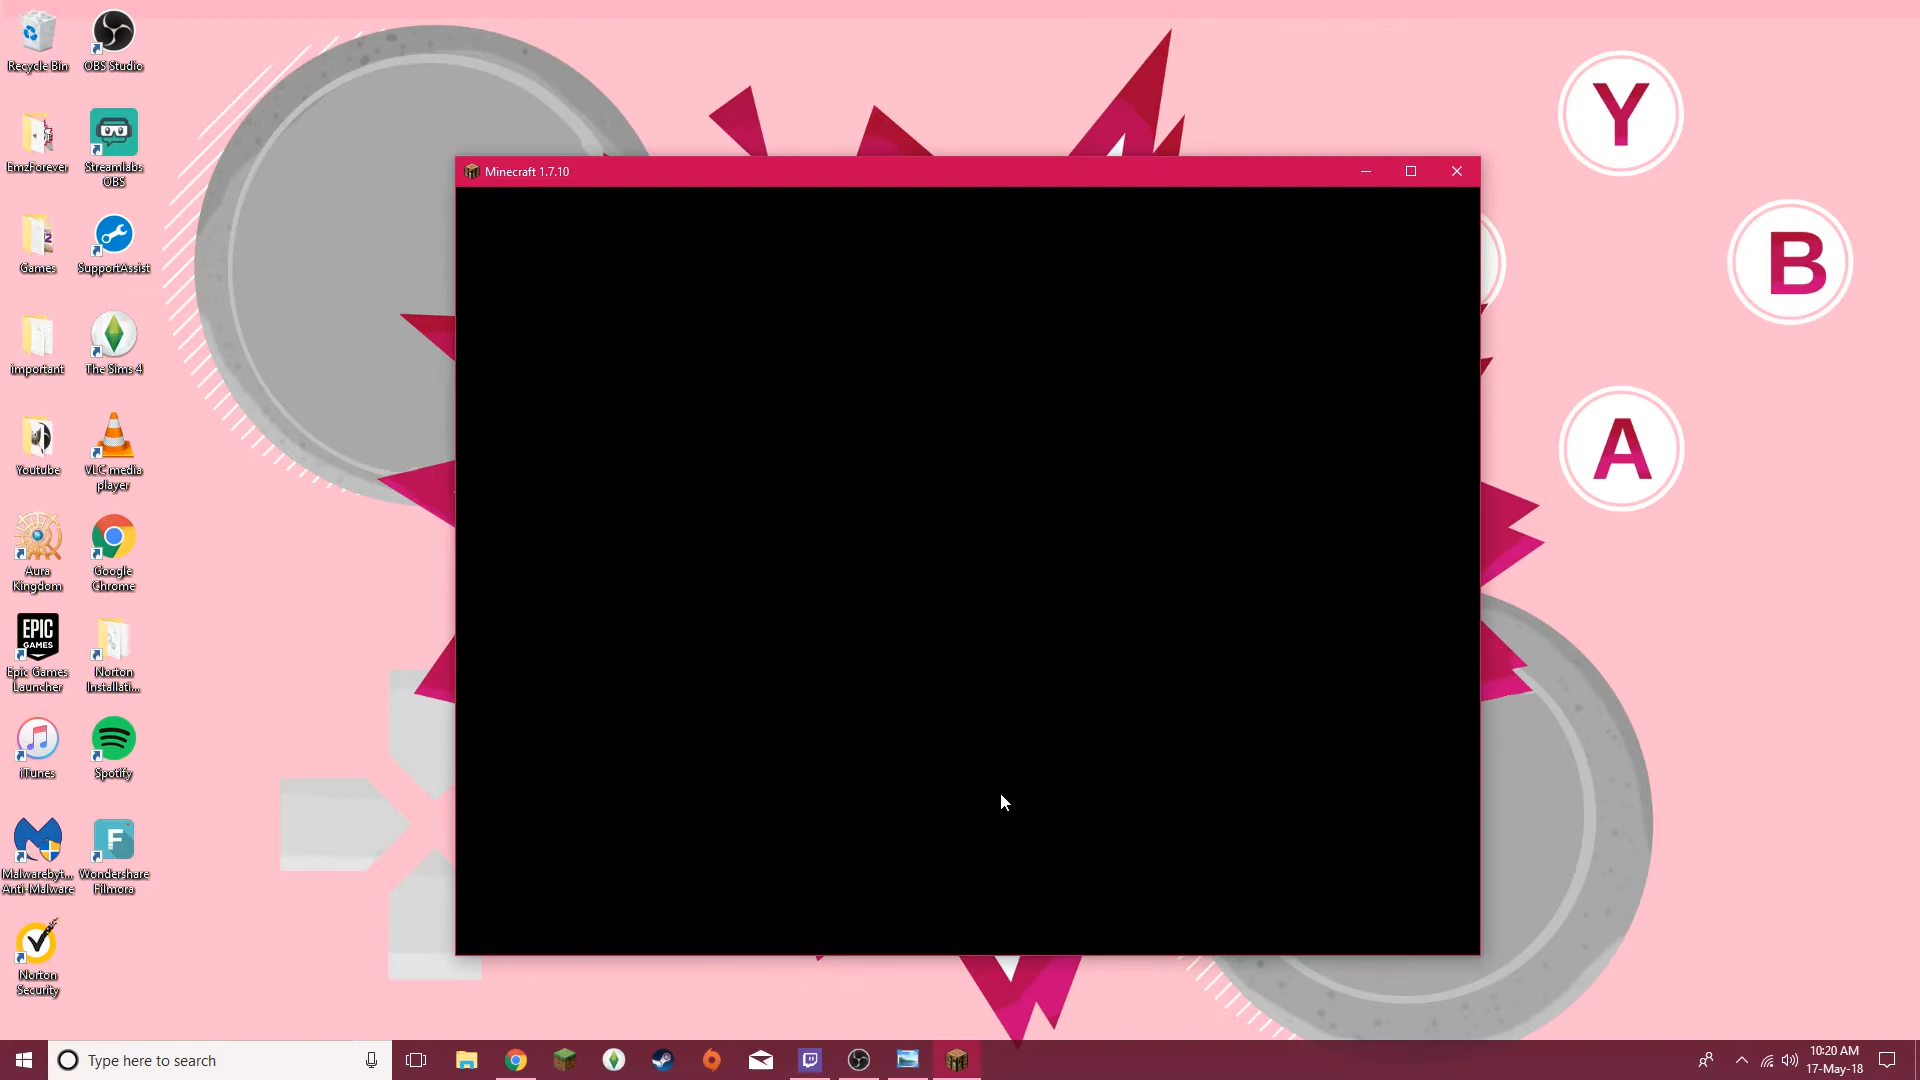 Recycle Bin
OBS Studio
EmzForever
Streamlabs
OBS
Games
SupportAssist
important
The Sims 4
Youtube
VLC media
player
Aura
Kingdom
Google
Chrome
EPIC
GAMES
Epic Games
Launcher
Norton
Installati...
iTunes
Spotify
Malwarebyt...
Anti-Malware
Wondershare
Filmora
Norton
Security
Minecraft 1.7.10
Y
B
A
Type here to search
10:20 AM
17-May-18